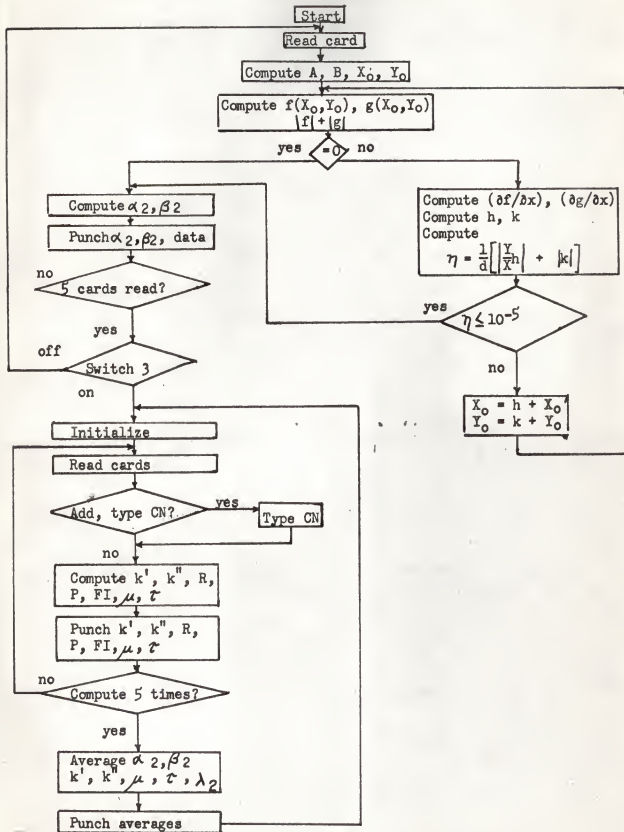 Start
Read card
Compute A, B, X₀, Y₀
Compute f(X₀,Y₀), g(X₀,Y₀)
|f| + |g|
yes =0 no
Compute α2, β2
Punch α2, β2, data
no
5 cards read?
yes
off
Switch 3
on
Compute (∂f/∂x), (∂g/∂x)
Compute h, k
Compute
η = 1/d [|Y/X h| + |k|]
yes
η ≤ 10⁻⁵
no
X₀ = h + X₀
Y₀ = k + Y₀
Initialize
Read cards
Add, type CN?
yes
Type CN
no
Compute k', k", R,
P, FI, μ, τ
Punch k', k", R,
P, FI, μ, τ
no
Compute 5 times?
yes
Average α2, β2
k', k", μ, τ, λ2
Punch averages